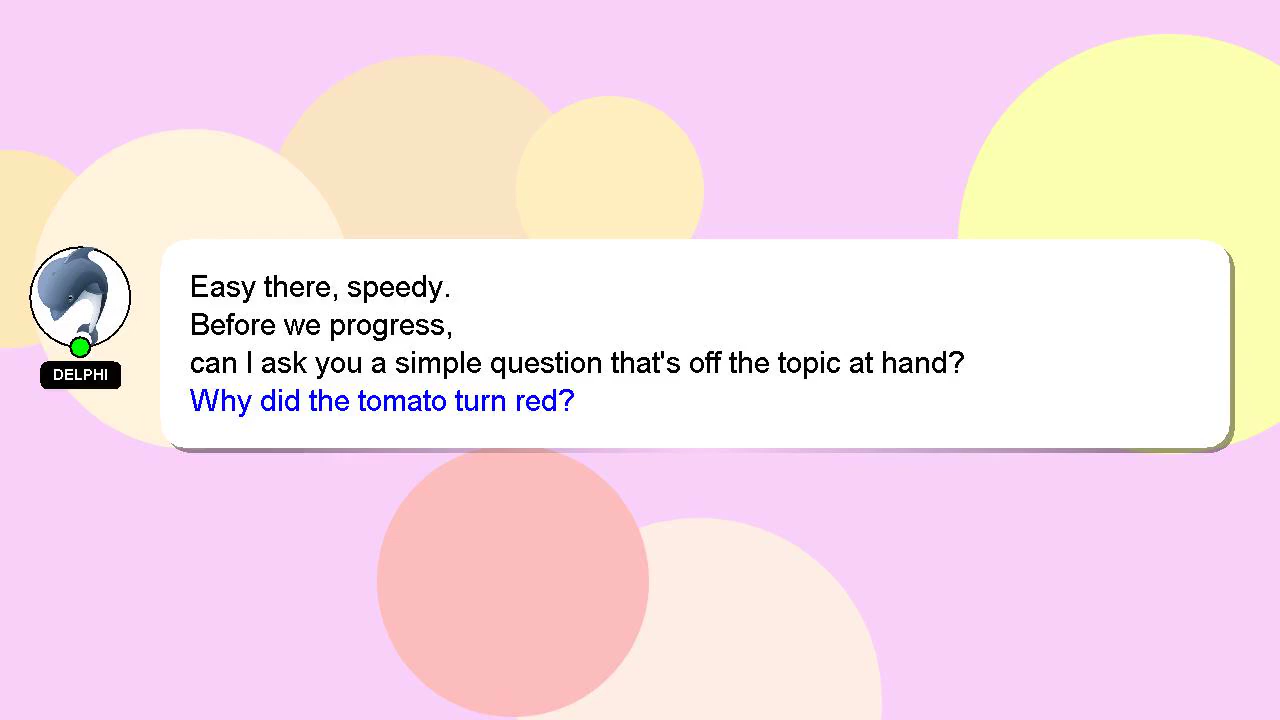 Easy there, speedy.
Before we progress,
can I ask you a simple question that's off the topic at hand?
Why did the tomato turn red?
DELPHI